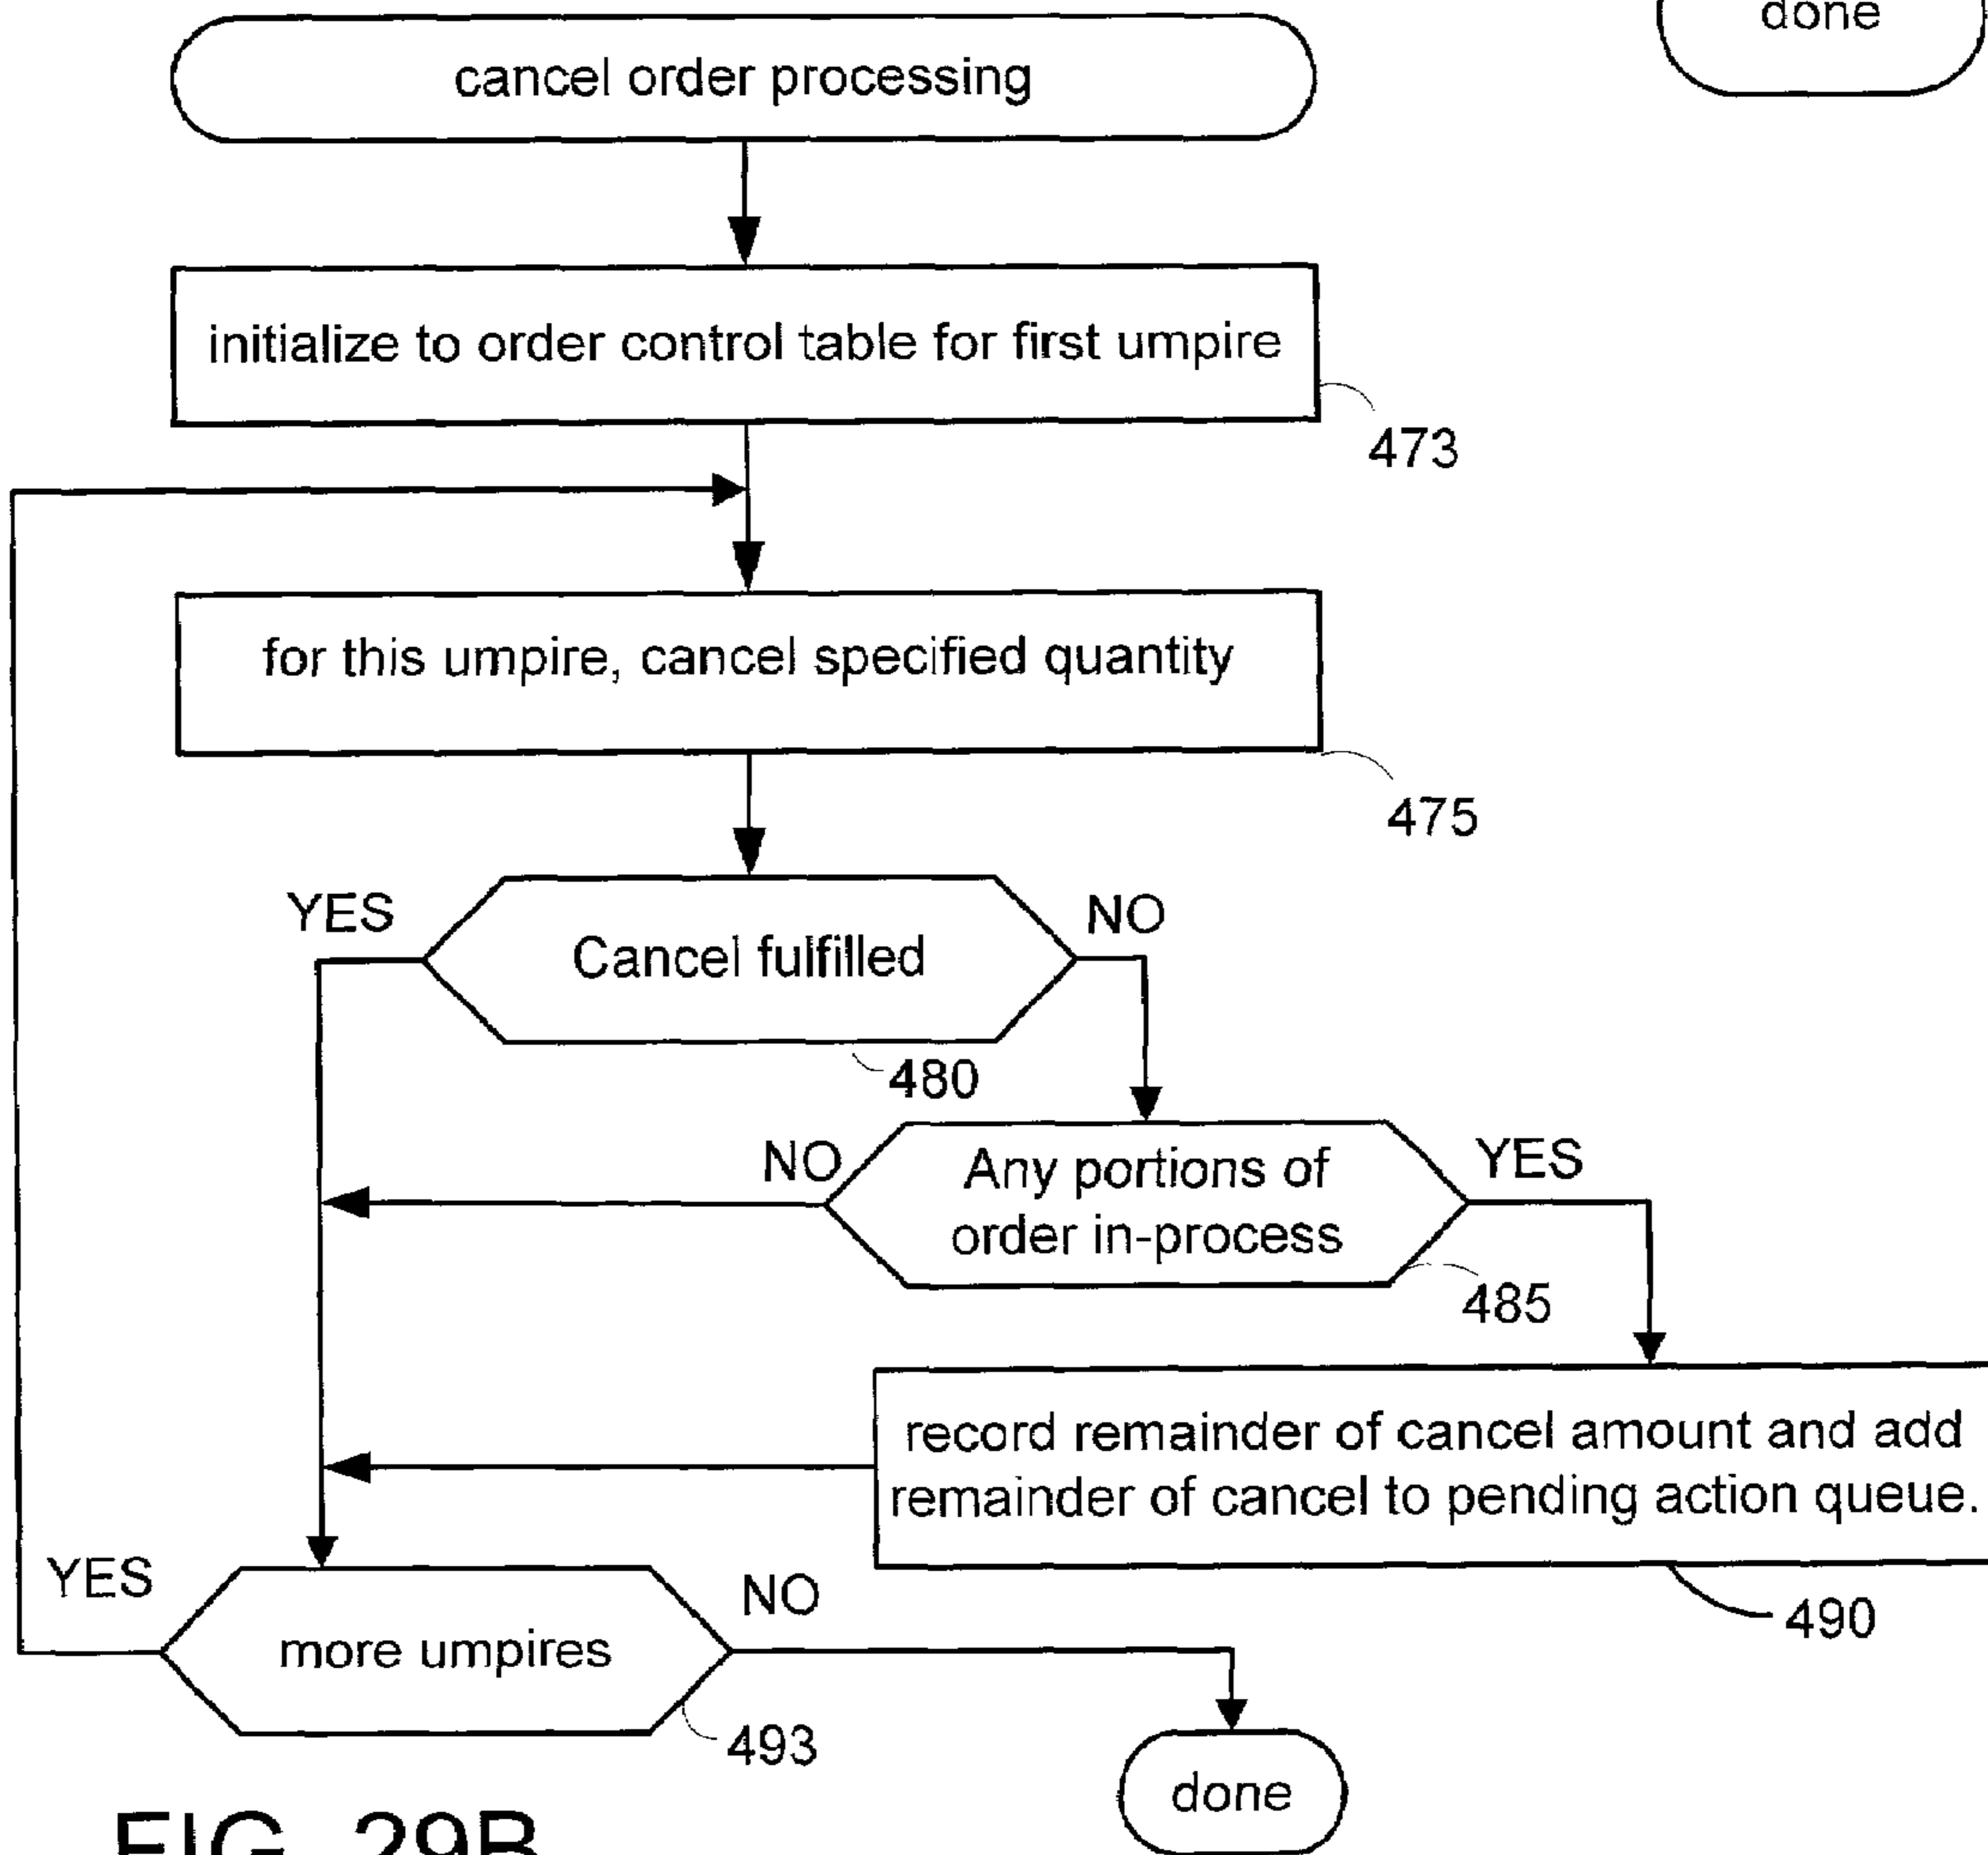 done
cancel order processing
initialize to order control table for first umpire
473
for this umpire, cancel specified quantity
475
YES
NO
Cancel fulfilled
480
NO
YES
Any portions of
order in-process
485
record remainder of cancel amount and add
remainder of cancel to pending action queue.
490
YES
NO
more umpires
493
done
FIG. 29B